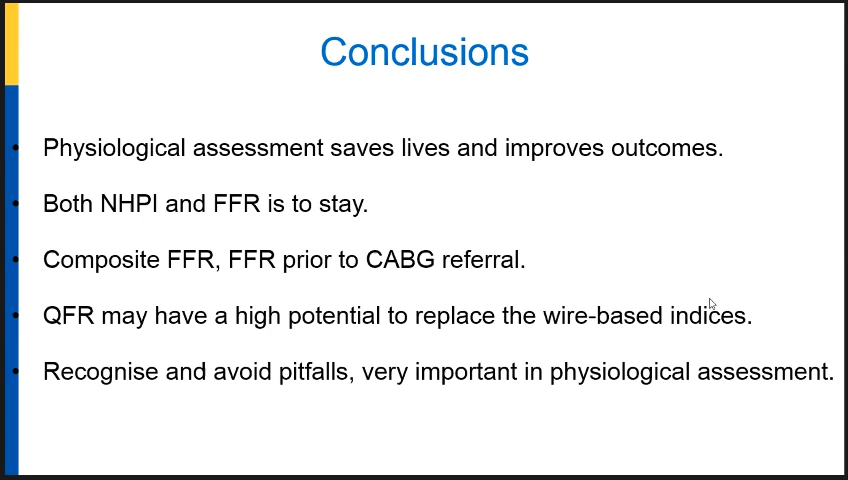 Conclusions
• Physiological assessment saves lives and improves outcomes.
• Both NHPI and FFR is to stay.
• Composite FFR, FFR prior to CABG referral.
• QFR may have a high potential to replace the wire-based indices.
• Recognise and avoid pitfalls, very important in physiological assessment.